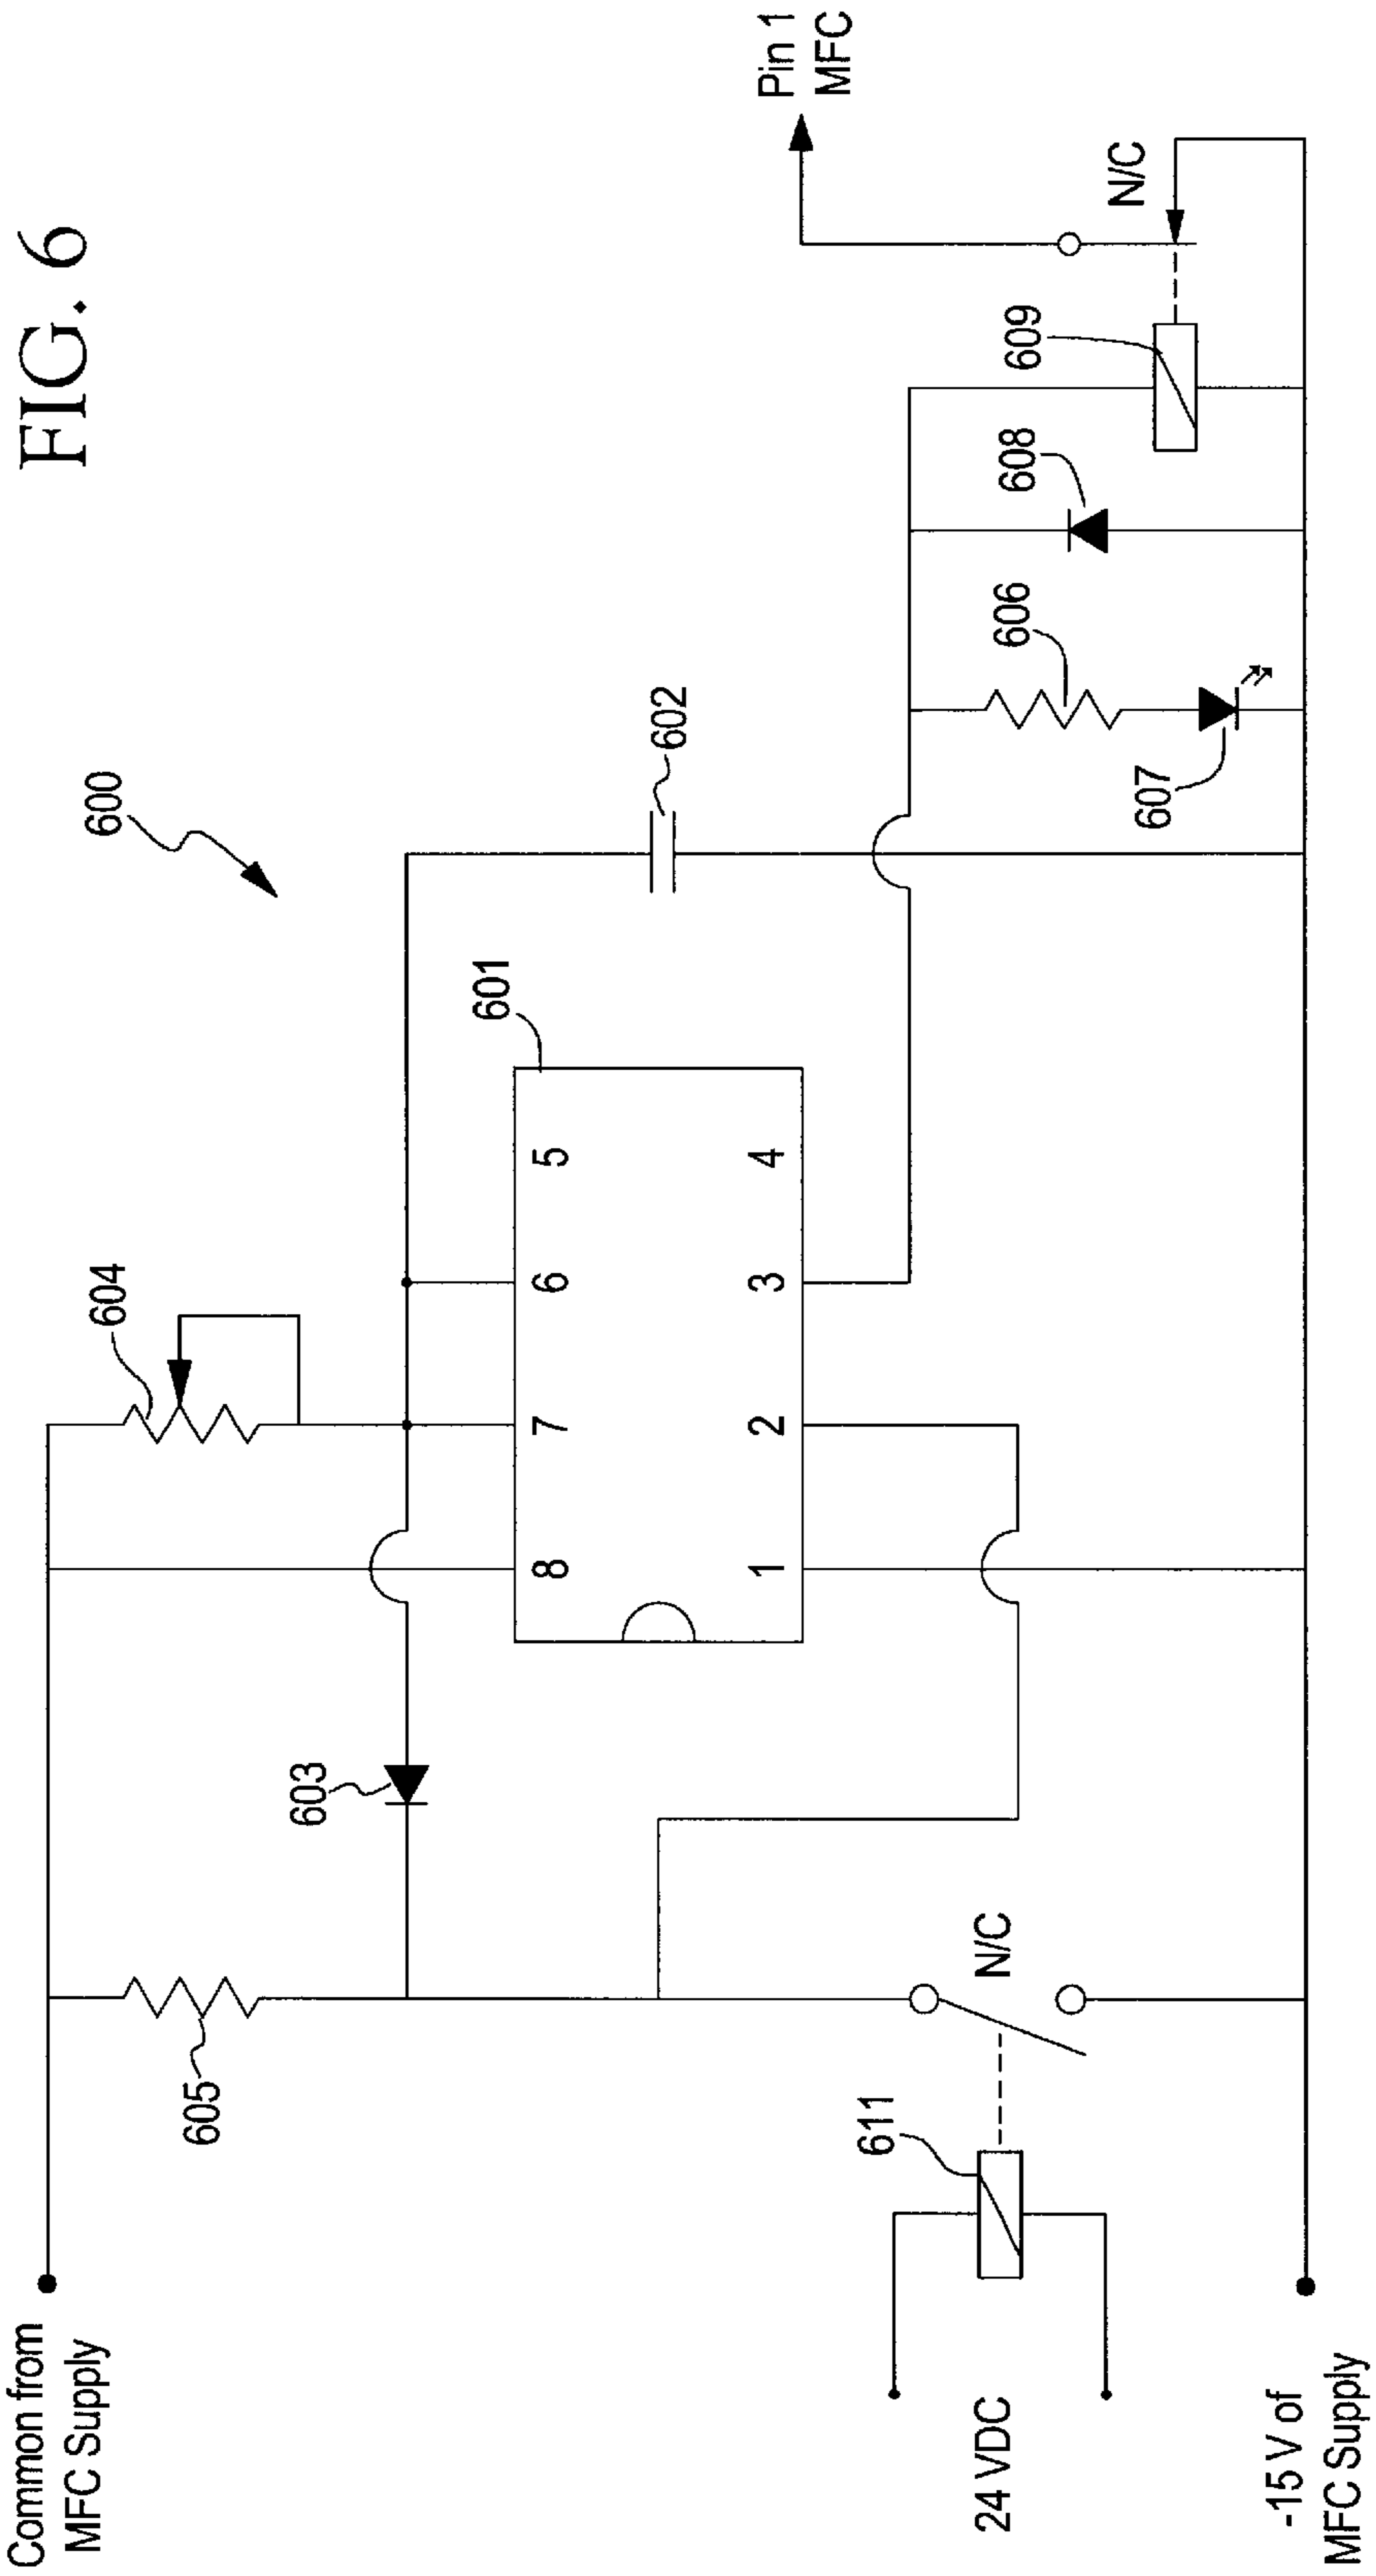 FIG. 6
600
Common from
MFC Supply
605
603
604
601
602
8
7
6
5
1
2
3
4
611
24 VDC
N/C
606
607
608
609
N/C
Pin 1
MFC
-15 V of
MFC Supply